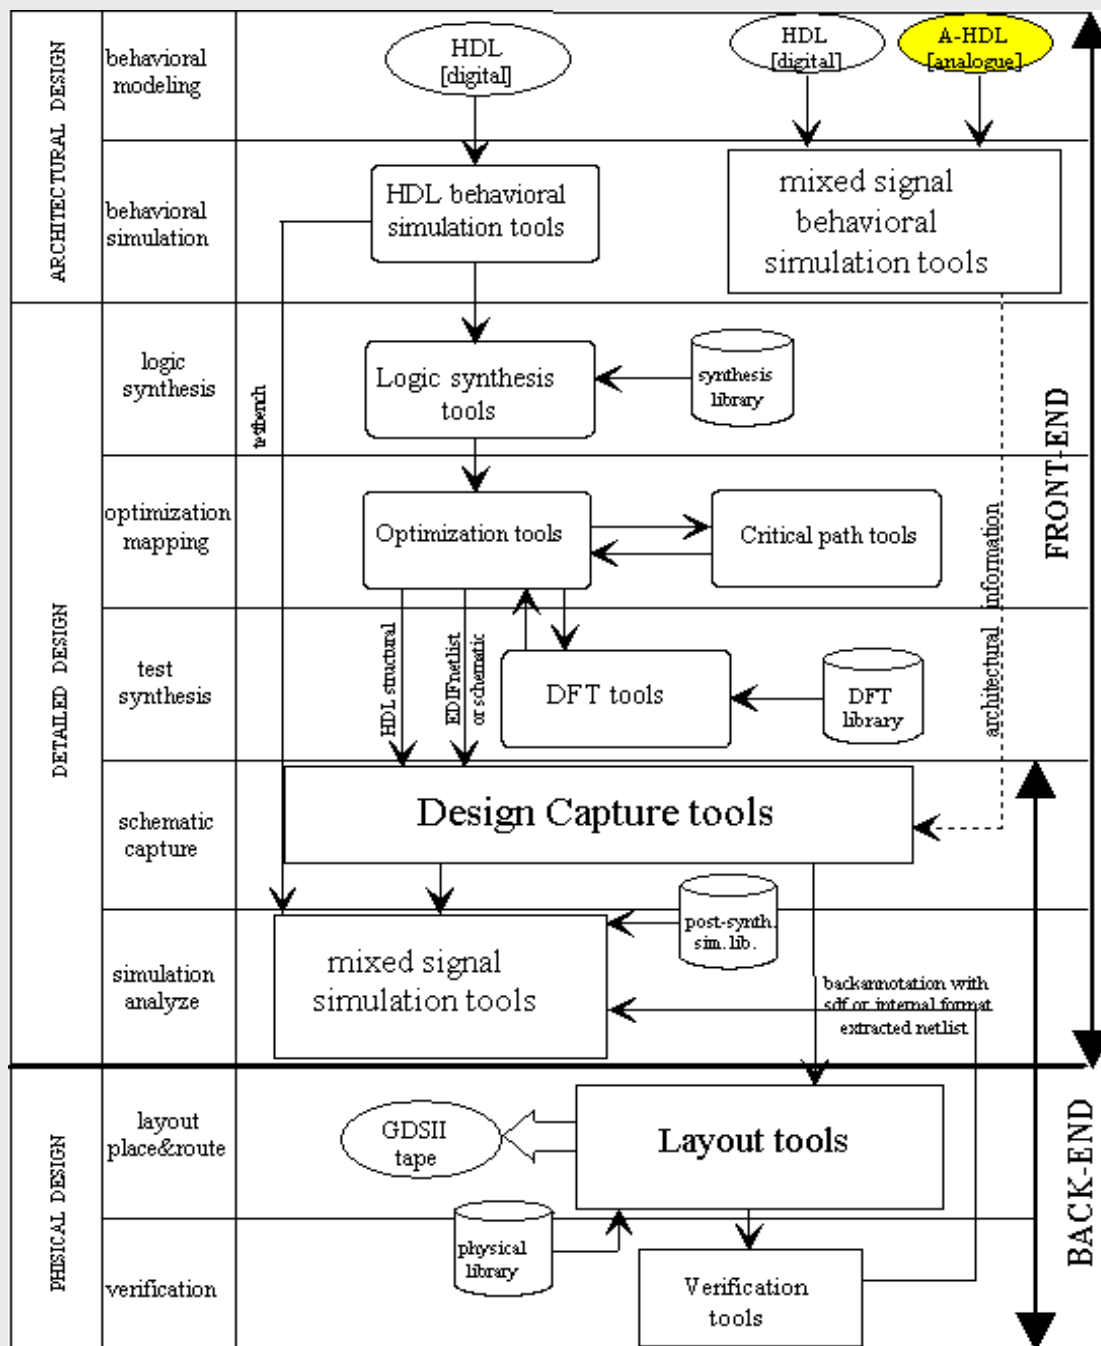 ARCHITECTURAL DESIGN
behavioral
modeling
HDL
[digital]
HDL
[digital]
A-HDL
[analogue]
behavioral
simulation
HDL behavioral
simulation tools
mixed signal
behavioral
simulation tools
FRONT-END
DETAILED DESIGN
logic
synthesis
testbench
Logic synthesis
tools
synthesis
library
optimization
mapping
Optimization tools
Critical path tools
architectural information
test
synthesis
HDL structural
EDIF netlist
or schematic
DFT tools
DFT
library
schematic
capture
Design Capture tools
simulation
analyze
mixed signal
simulation tools
post-synth.
sim. lib.
backannotation with
sdf or internal format
extracted netlist
PHISICAL DESIGN
layout
place&route
GDSII
tape
Layout tools
BACK-END
verification
physical
library
Verification
tools